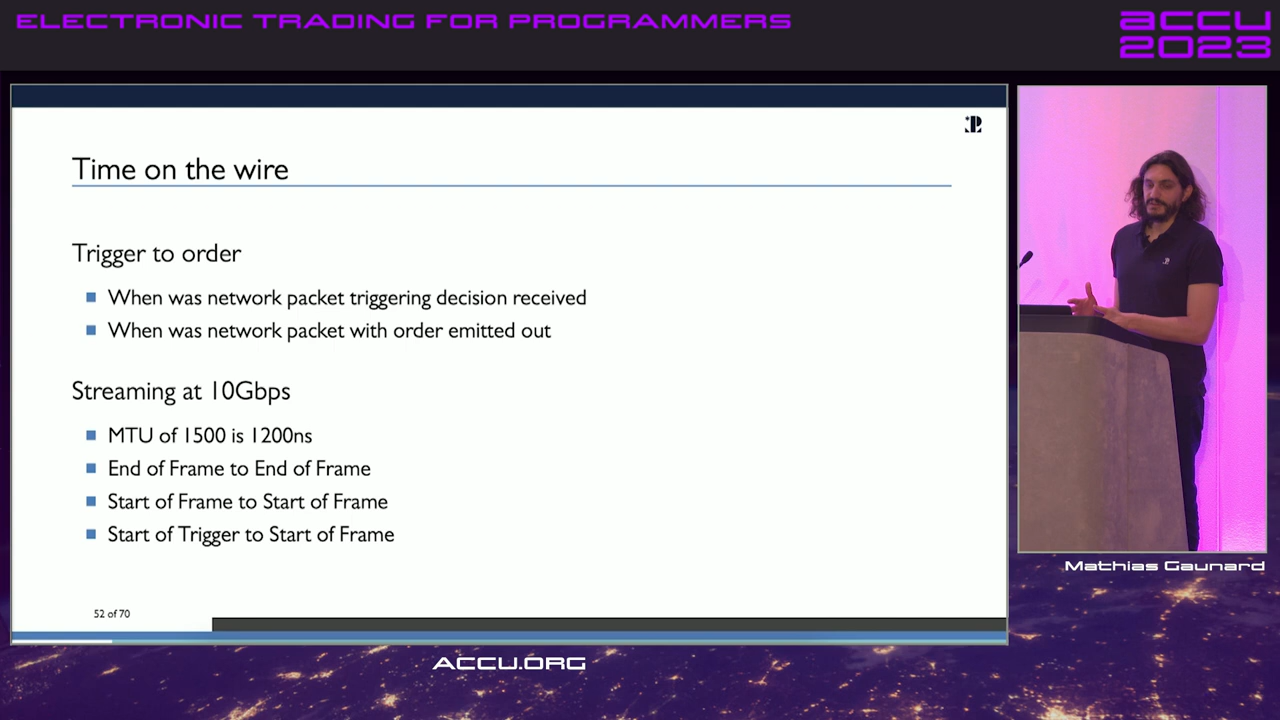 ELECTRONIC TRADING FOR PROGRAMMERS
accu
2023
Time on the wire
Trigger to order
When was network packet triggering decision received
When was network packet with order emitted out
Streaming at 10Gbps
MTU of 1500 is 1200ns
End of Frame to End of Frame
Start of Frame to Start of Frame
Start of Trigger to Start of Frame
52 of 70
Mathias Gaunard
ACCU.ORG